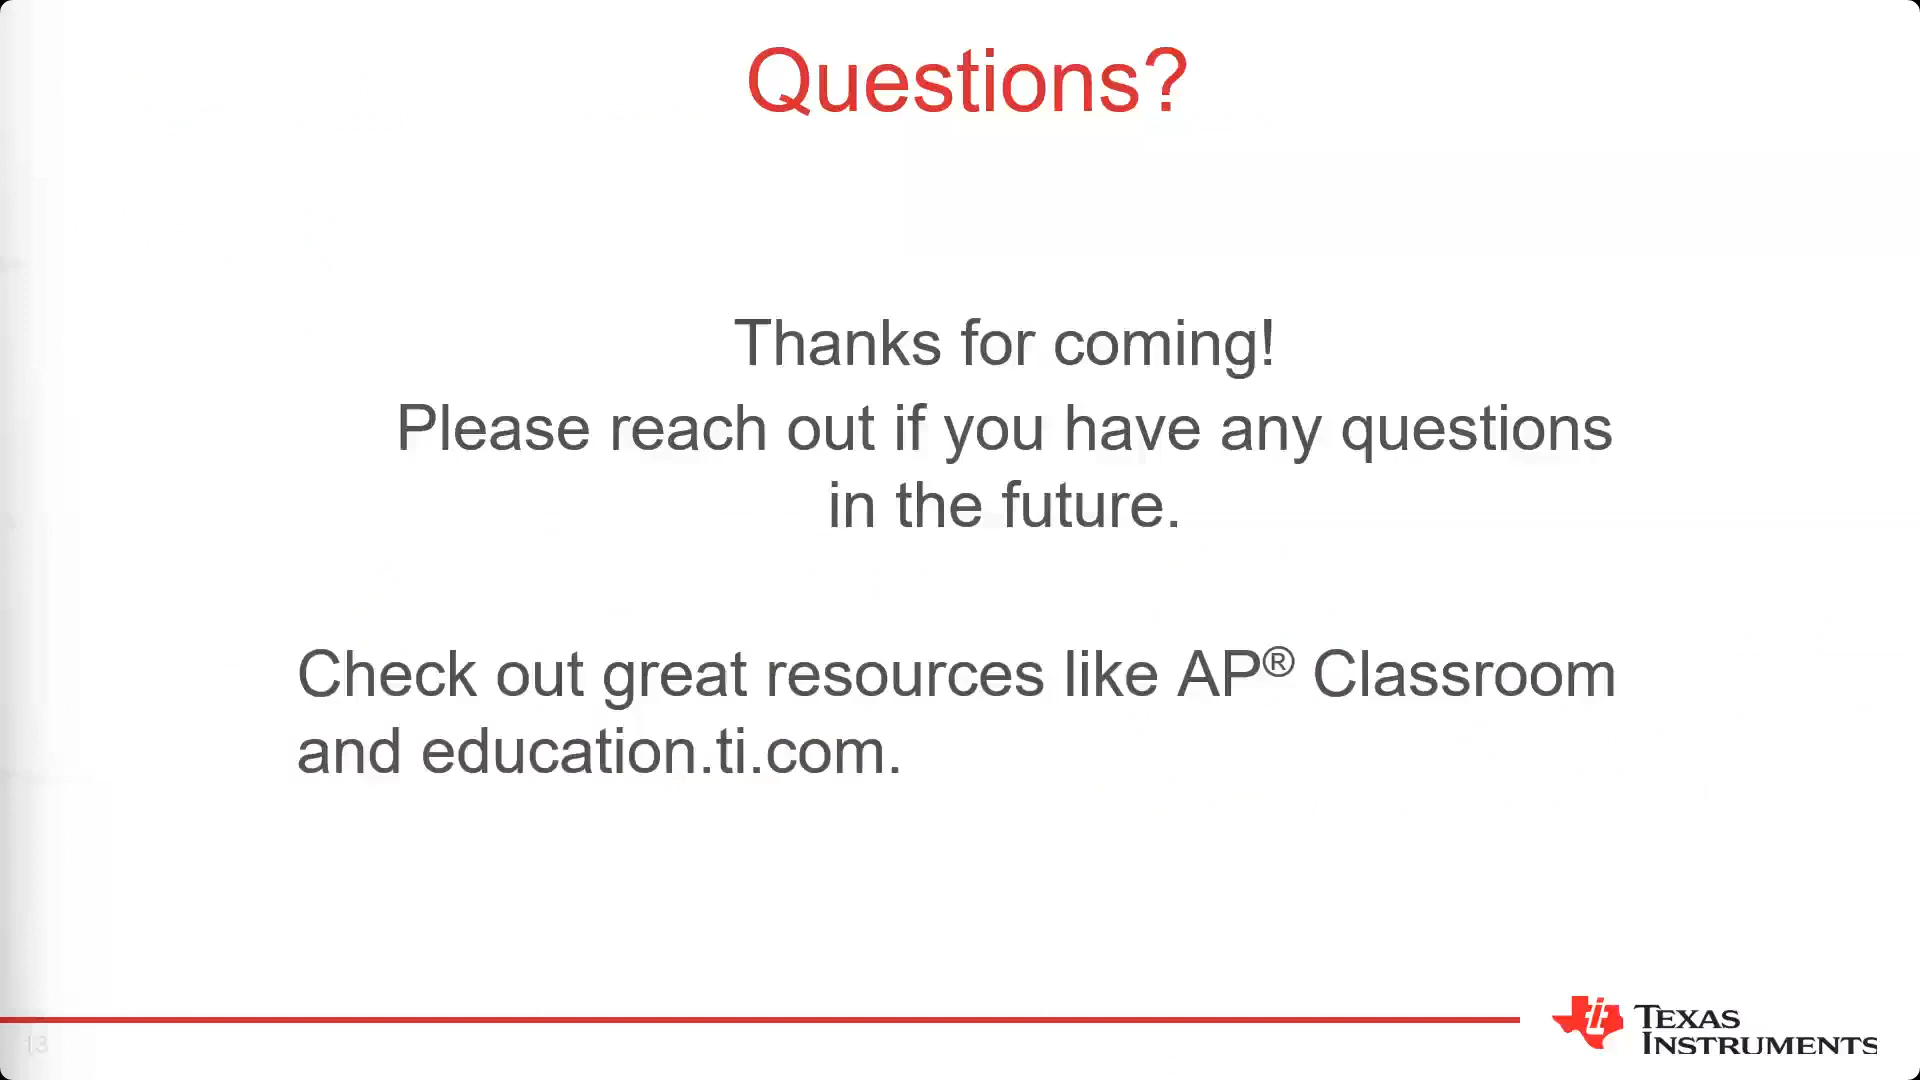 Questions?
Thanks for coming!
Please reach out if you have any questions
in the future.
Check out great resources like AP® Classroom
and education.ti.com.
13
TEXAS
INSTRUMENTS